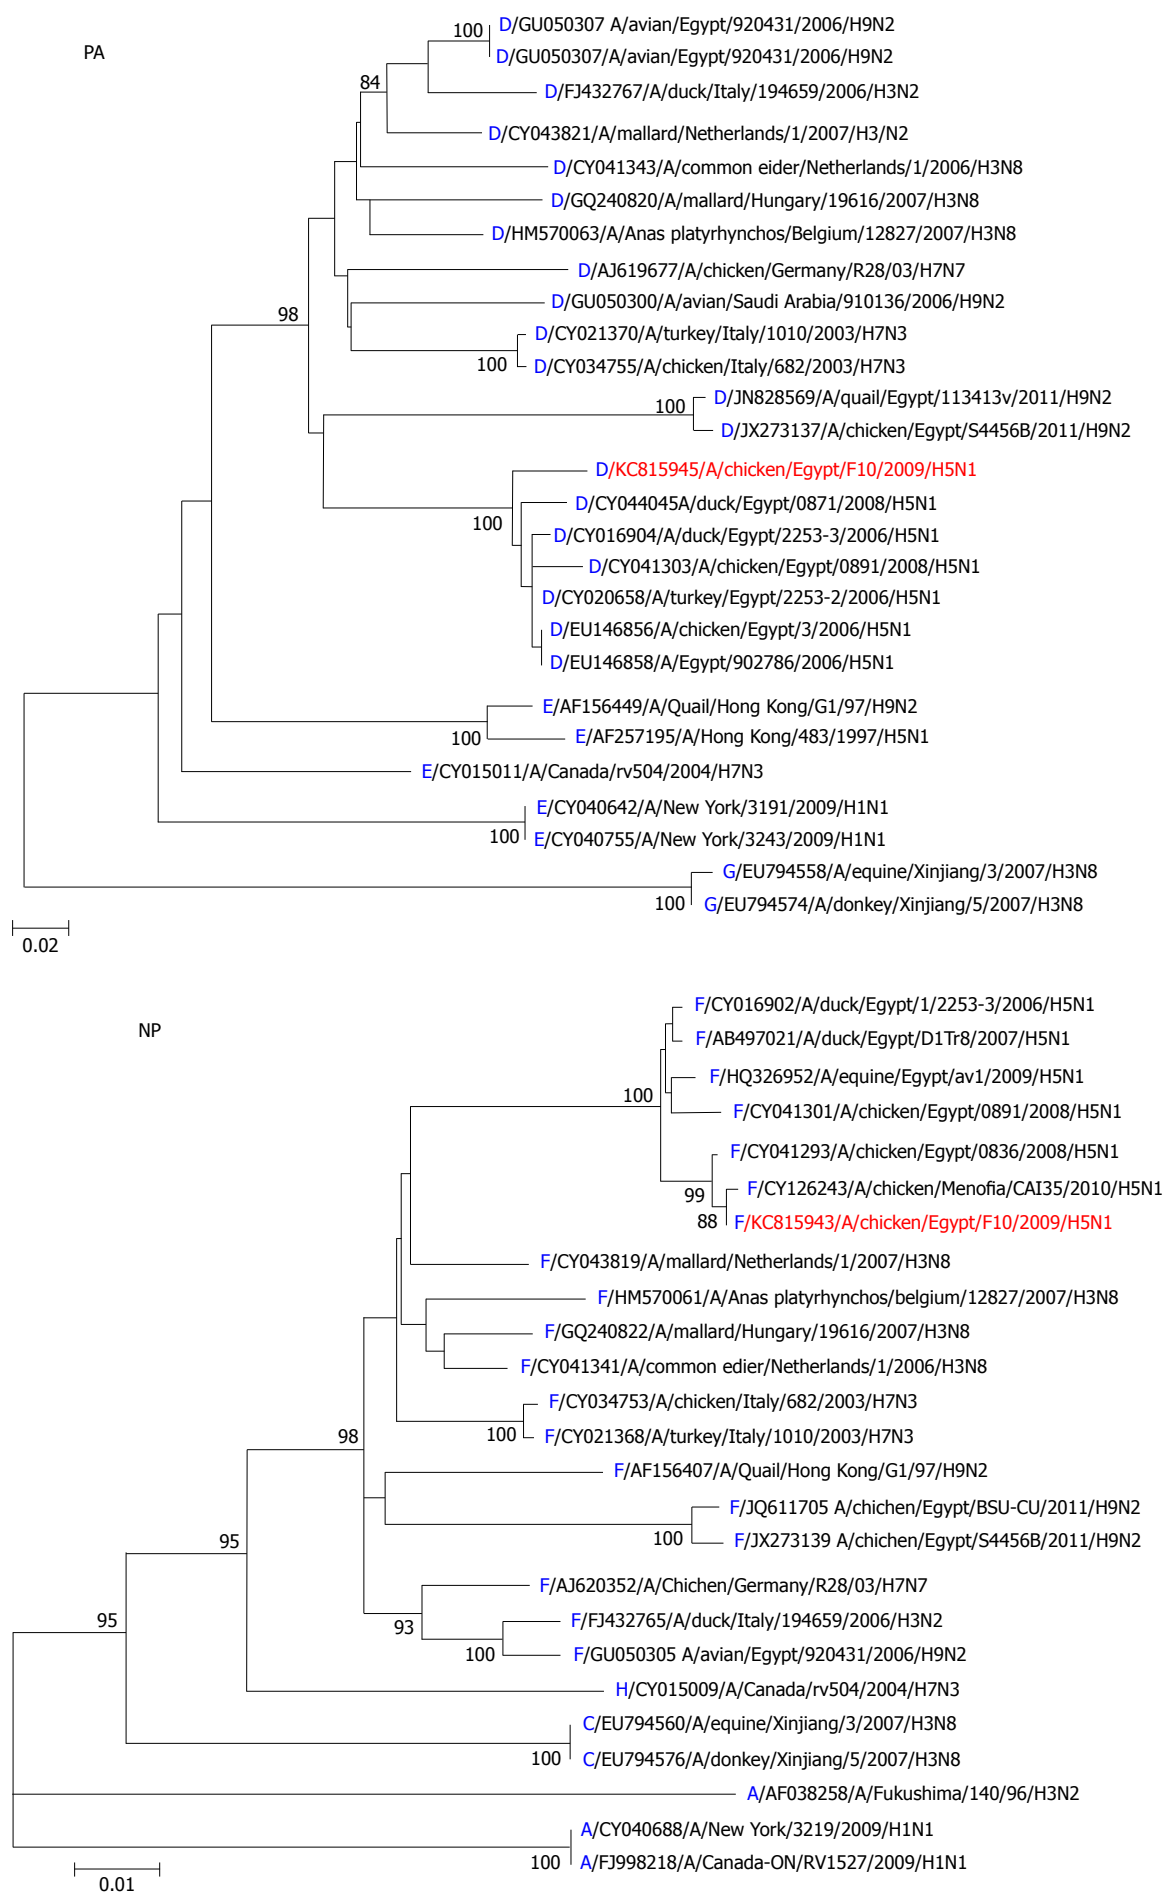 PA
D/GU050307 A/avian/Egypt/920431/2006/H9N2
100
D/GU050307/A/avian/Egypt/920431/2006/H9N2
84
D/FJ432767/A/duck/Italy/194659/2006/H3N2
D/CY043821/A/mallard/Netherlands/1/2007/H3/N2
D/CY041343/A/common eider/Netherlands/1/2006/H3N8
D/GQ240820/A/mallard/Hungary/19616/2007/H3N8
D/HM570063/A/Anas platyrhynchos/Belgium/12827/2007/H3N8
D/AJ619677/A/chicken/Germany/R28/03/H7N7
D/GU050300/A/avian/Saudi Arabia/910136/2006/H9N2
98
D/CY021370/A/turkey/Italy/1010/2003/H7N3
100
D/CY034755/A/chicken/Italy/682/2003/H7N3
D/JN828569/A/quail/Egypt/113413v/2011/H9N2
100
D/JX273137/A/chicken/Egypt/S4456B/2011/H9N2
D/KC815945/A/chicken/Egypt/F10/2009/H5N1
D/CY044045A/duck/Egypt/0871/2008/H5N1
100
D/CY016904/A/duck/Egypt/2253-3/2006/H5N1
D/CY041303/A/chicken/Egypt/0891/2008/H5N1
D/CY020658/A/turkey/Egypt/2253-2/2006/H5N1
D/EU146856/A/chicken/Egypt/3/2006/H5N1
D/EU146858/A/Egypt/902786/2006/H5N1
E/AF156449/A/Quail/Hong Kong/G1/97/H9N2
100
E/AF257195/A/Hong Kong/483/1997/H5N1
E/CY015011/A/Canada/rv504/2004/H7N3
E/CY040642/A/New York/3191/2009/H1N1
100
E/CY040755/A/New York/3243/2009/H1N1
G/EU794558/A/equine/Xinjiang/3/2007/H3N8
100
G/EU794574/A/donkey/Xinjiang/5/2007/H3N8
0.02
NP
F/CY016902/A/duck/Egypt/1/2253-3/2006/H5N1
F/AB497021/A/duck/Egypt/D1Tr8/2007/H5N1
F/HQ326952/A/equine/Egypt/av1/2009/H5N1
100
F/CY041301/A/chicken/Egypt/0891/2008/H5N1
F/CY041293/A/chicken/Egypt/0836/2008/H5N1
99
F/CY126243/A/chicken/Menofia/CAI35/2010/H5N1
88
F/KC815943/A/chicken/Egypt/F10/2009/H5N1
F/CY043819/A/mallard/Netherlands/1/2007/H3N8
F/HM570061/A/Anas platyrhynchos/belgium/12827/2007/H3N8
F/GQ240822/A/mallard/Hungary/19616/2007/H3N8
F/CY041341/A/common edier/Netherlands/1/2006/H3N8
F/CY034753/A/chicken/Italy/682/2003/H7N3
98
100
F/CY021368/A/turkey/Italy/1010/2003/H7N3
F/AF156407/A/Quail/Hong Kong/G1/97/H9N2
F/JQ611705 A/chichen/Egypt/BSU-CU/2011/H9N2
95
100
F/JX273139 A/chichen/Egypt/S4456B/2011/H9N2
F/AJ620352/A/Chichen/Germany/R28/03/H7N7
95
93
F/FJ432765/A/duck/Italy/194659/2006/H3N2
100
F/GU050305 A/avian/Egypt/920431/2006/H9N2
H/CY015009/A/Canada/rv504/2004/H7N3
C/EU794560/A/equine/Xinjiang/3/2007/H3N8
100
C/EU794576/A/donkey/Xinjiang/5/2007/H3N8
A/AF038258/A/Fukushima/140/96/H3N2
A/CY040688/A/New York/3219/2009/H1N1
100
A/FJ998218/A/Canada-ON/RV1527/2009/H1N1
0.01